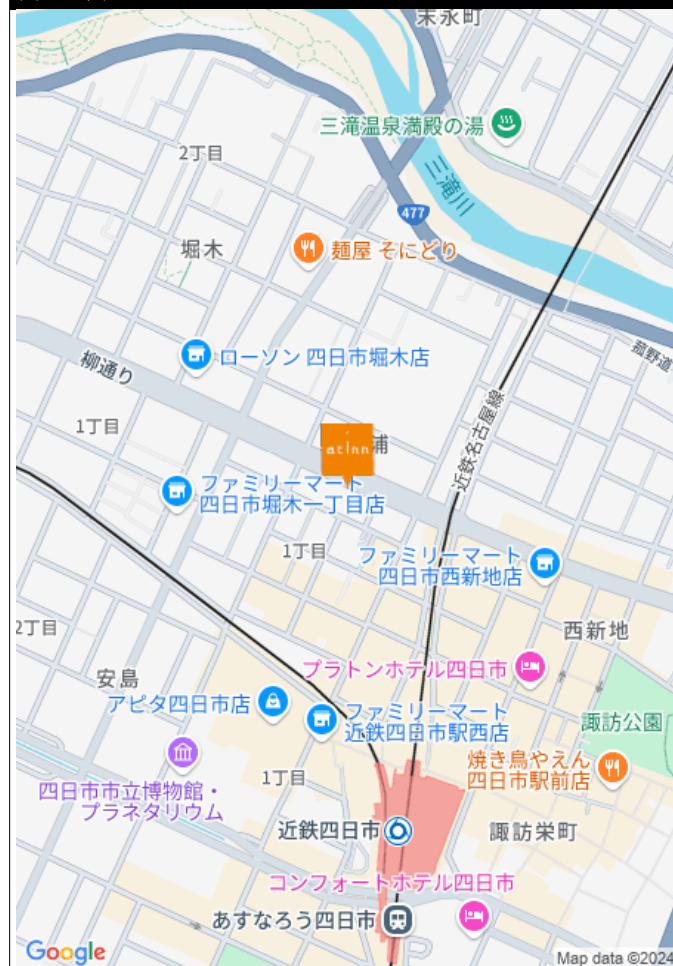 末永町
三滝温泉満殿の湯
2丁目
三滝川
477
堀木
麺屋 そにどり
ローソン 四日市堀木店
菰野道
柳通り
近鉄名古屋線
1丁目
at Inn
浦
ファミリーマート
四日市堀木一丁目店
1丁目
ファミリーマート
四日市西新地店
2丁目
西新地
安島
プラトンホテル四日市
アピタ四日市店
ファミリーマート
近鉄四日市駅西店
諏訪公園
四日市市立博物館・
プラネタリウム
1丁目
焼き鳥やえん
四日市駅前店
近鉄四日市
諏訪栄町
コンフォートホテル四日市
あすなろう四日市
Google
Map data ©2024